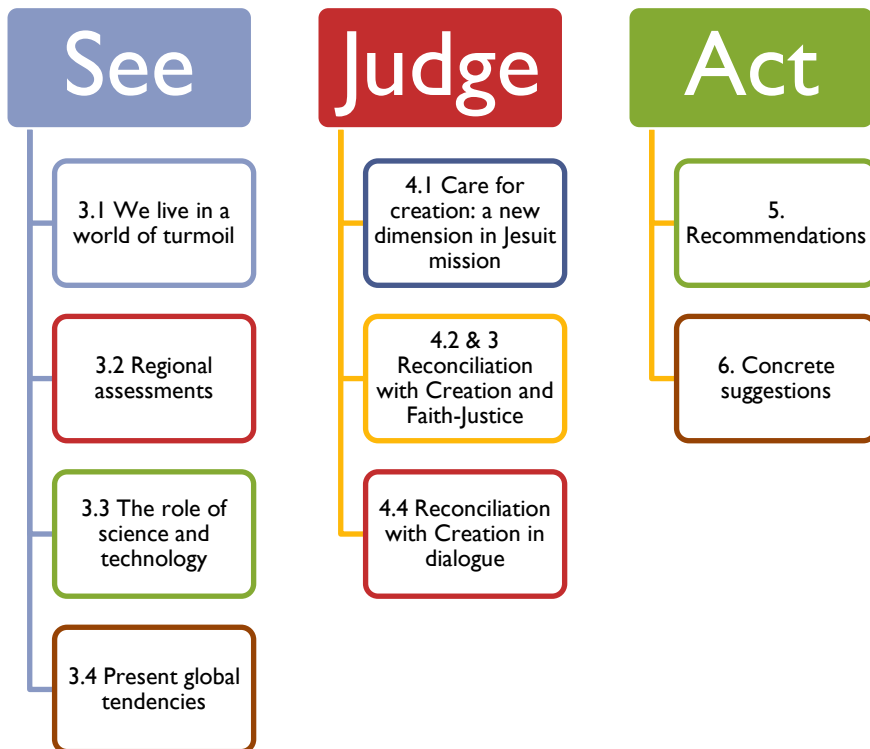 See
3.1 We live in a
world of turmoil
3.2 Regional
assessments
3.3 The role of
science and
technology
3.4 Present global
tendencies
Judge
4.1 Care for
creation: a new
dimension in Jesuit
mission
4.2 & 3
Reconciliation
with Creation and
Faith-Justice
4.4 Reconciliation
with Creation in
dialogue
Act
5.
Recommendations
6. Concrete
suggestions